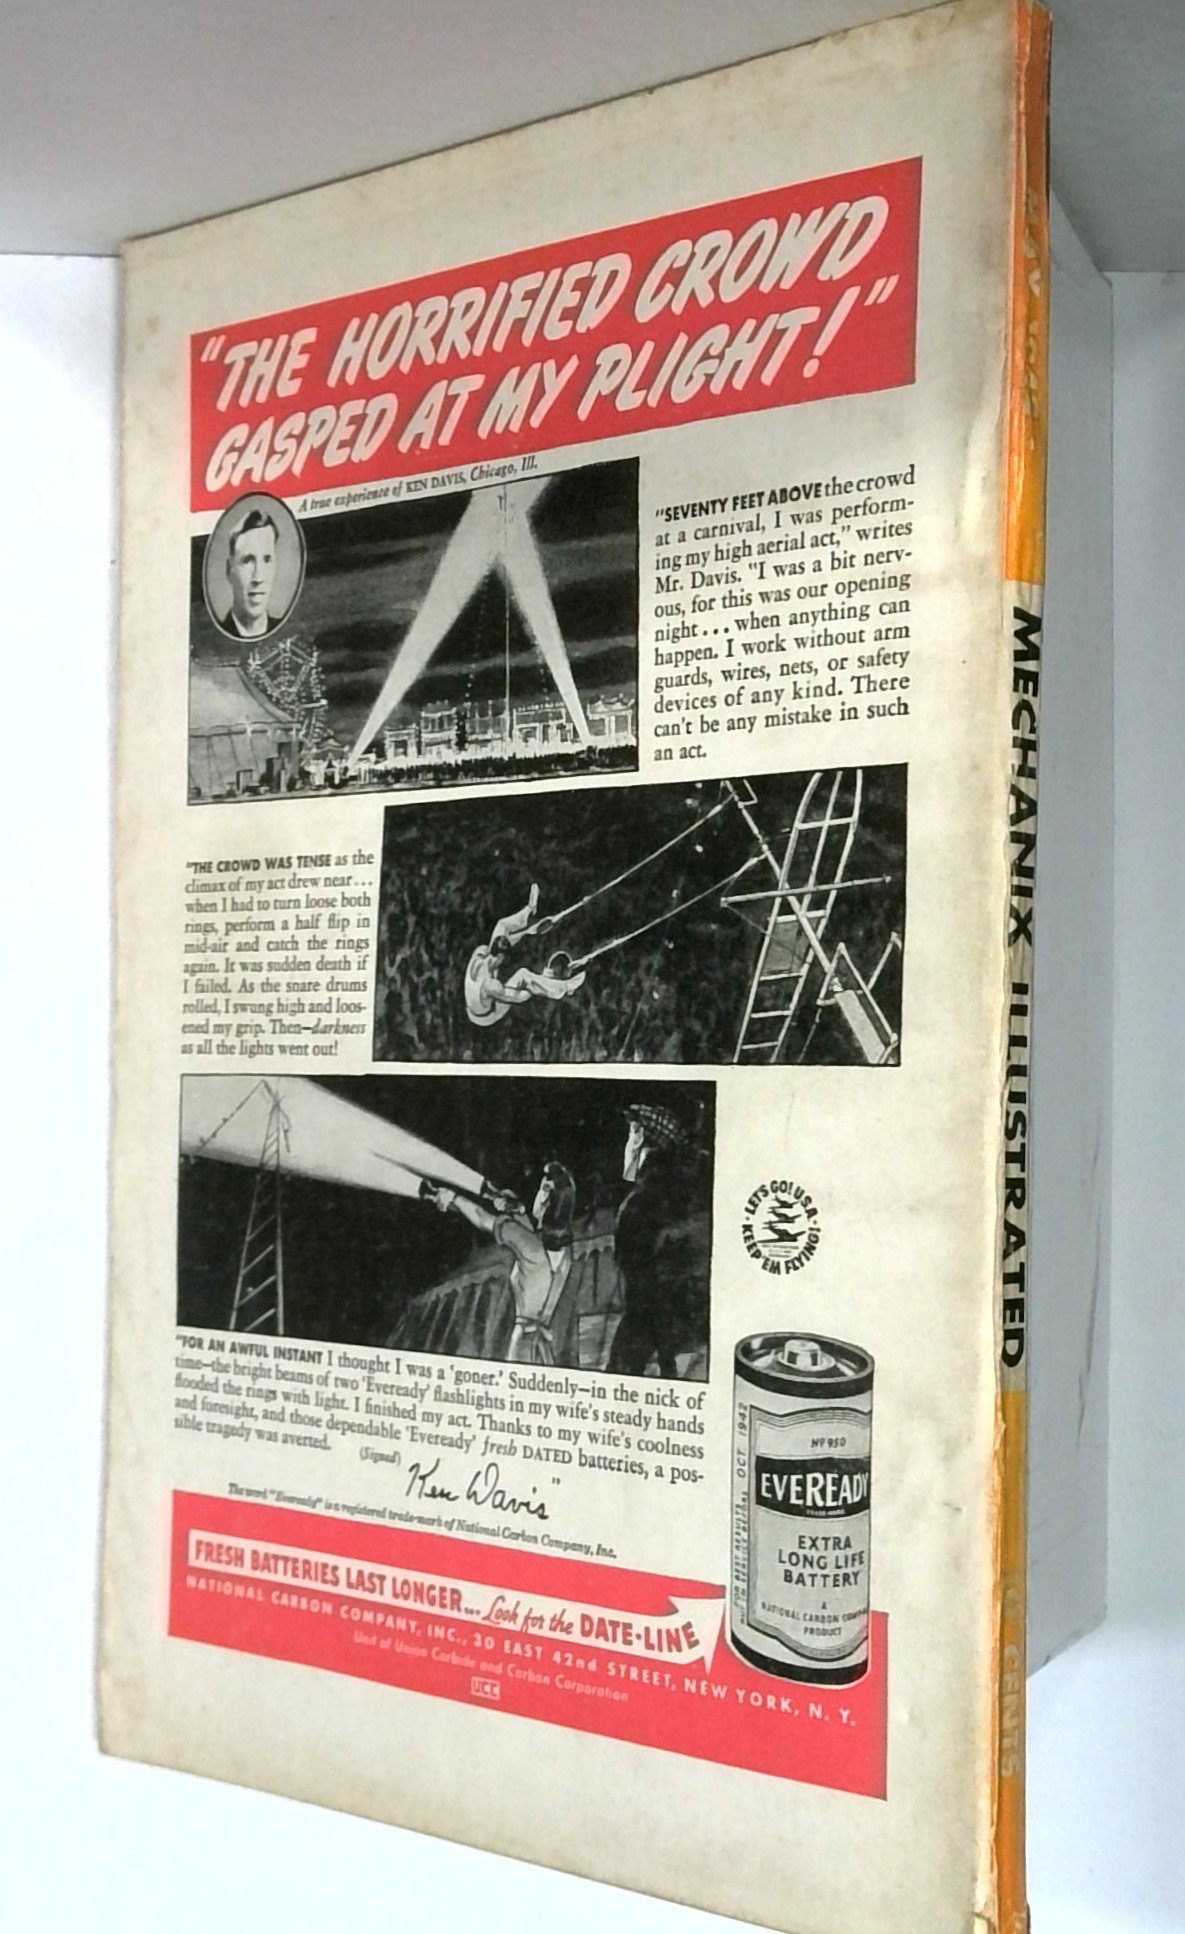 "THE HORRIFIED CROWD
GASPED AT MY PLIGHT!"
A true experience of KEN DAVIS, Chicago, Ill.
"SEVENTY FEET ABOVE the crowd
at a carnival, I was perform-
ing my high aerial act," writes
Mr. Davis. "I was a bit nerv-
ous, for this was our opening
night... when anything can
happen. I work without arm
guards, wires, nets, or safety
devices of any kind. There
can't be any mistake in such
an act.
"THE CROWD WAS TENSE as the
climax of my act drew near...
when I had to turn loose both
rings, perform a half flip in
mid-air and catch the rings
again. It was sudden death if
I failed. As the snare drums
rolled, I swung high and loos-
ened my grip. Then—darkness
as all the lights went out!
LET'S GO! U.S.A.
KEEP 'EM FLYING!
"FOR AN AWFUL INSTANT I thought I was a 'goner.' Suddenly—in the nick of
time—the bright beams of two 'Eveready' flashlights in my wife's steady hands
flooded the rings with light. I finished my act. Thanks to my wife's coolness
and foresight, and those dependable 'Eveready' fresh DATED batteries, a pos-
sible tragedy was averted.
(Signed)
Ken Davis"
The word "Eveready" is a registered trade-mark of National Carbon Company, Inc.
FRESH BATTERIES LAST LONGER... Look for the DATE-LINE
NATIONAL CARBON COMPANY, INC., 30 EAST 42nd STREET, NEW YORK, N. Y.
Unit of Union Carbide and Carbon Corporation
UCC
Nº 950
EVEREADY
TRADE-MARK
EXTRA
LONG LIFE
BATTERY
A
NATIONAL CARBON COMPA
PRODUCT
FOR BEST RESULTS
PUT IN SERVICE BEFORE OCT. 1942
MAY
MECHANIX ILLUSTRATED
CENTS